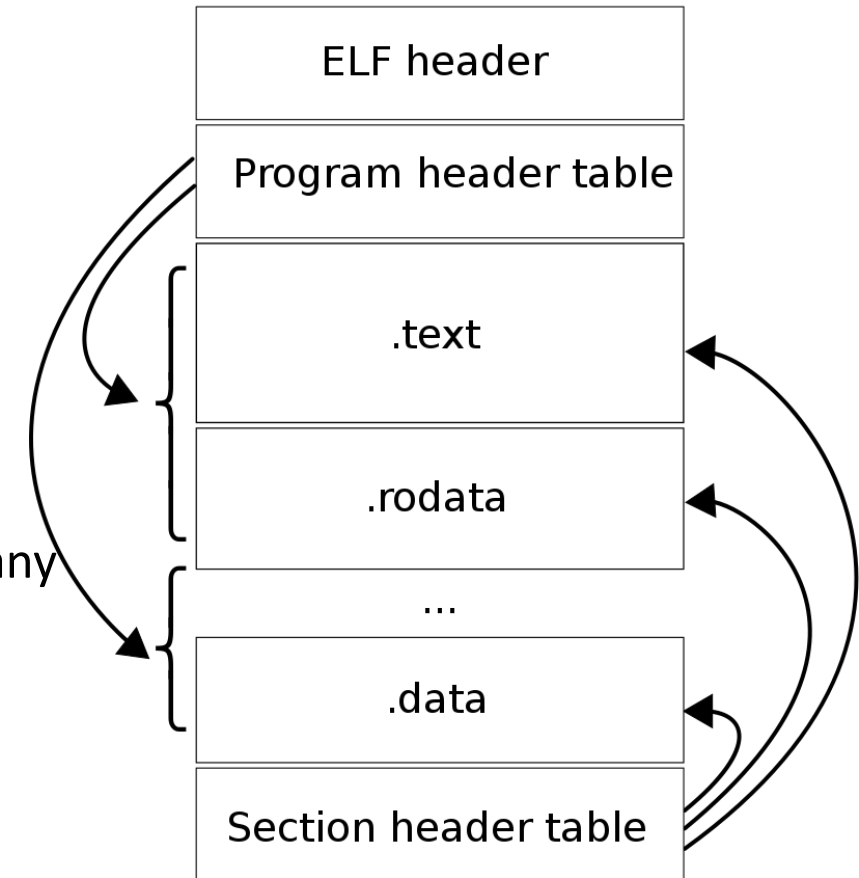 ELF header
Program header table
.text
.rodata
...
.data
Section header table